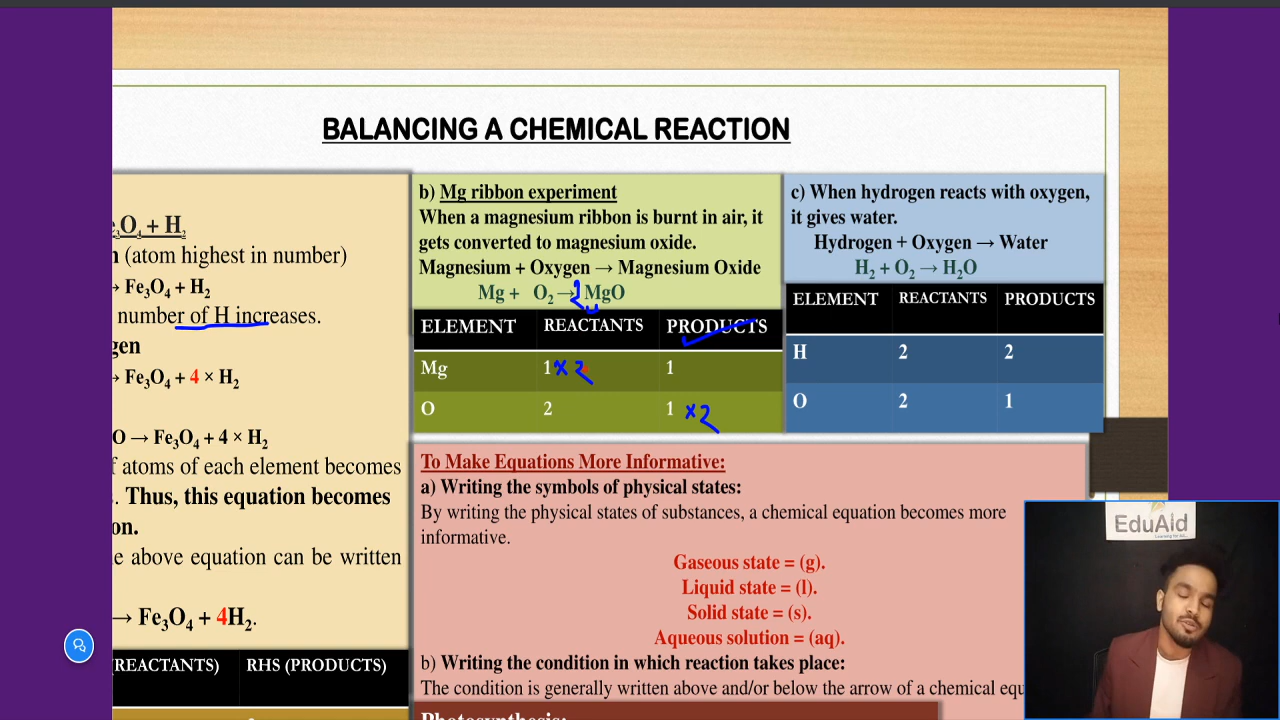 BALANCING A CHEMICAL REACTION
O₄ + H₂
(atom highest in number)
→ Fe₃O₄ + H₂
number of H increases.
gen
→ Fe₃O₄ + 4 × H₂
O → Fe₃O₄ + 4 × H₂
f atoms of each element becomes
. Thus, this equation becomes
on.
e above equation can be written
→ Fe₃O₄ + 4H₂.
(REACTANTS) RHS (PRODUCTS)
b) Mg ribbon experiment
When a magnesium ribbon is burnt in air, it
gets converted to magnesium oxide.
Magnesium + Oxygen → Magnesium Oxide
Mg + O₂ → 2 MgO
ELEMENT REACTANTS PRODUCTS
Mg 1 × 2 1
O 2 1 × 2
c) When hydrogen reacts with oxygen,
it gives water.
Hydrogen + Oxygen → Water
H₂ + O₂ → H₂O
ELEMENT REACTANTS PRODUCTS
H 2 2
O 2 1
To Make Equations More Informative:
a) Writing the symbols of physical states:
By writing the physical states of substances, a chemical equation becomes more
informative.
Gaseous state = (g).
Liquid state = (l).
Solid state = (s).
Aqueous solution = (aq).
b) Writing the condition in which reaction takes place:
The condition is generally written above and/or below the arrow of a chemical equ
Photosynthesis:
EduAid